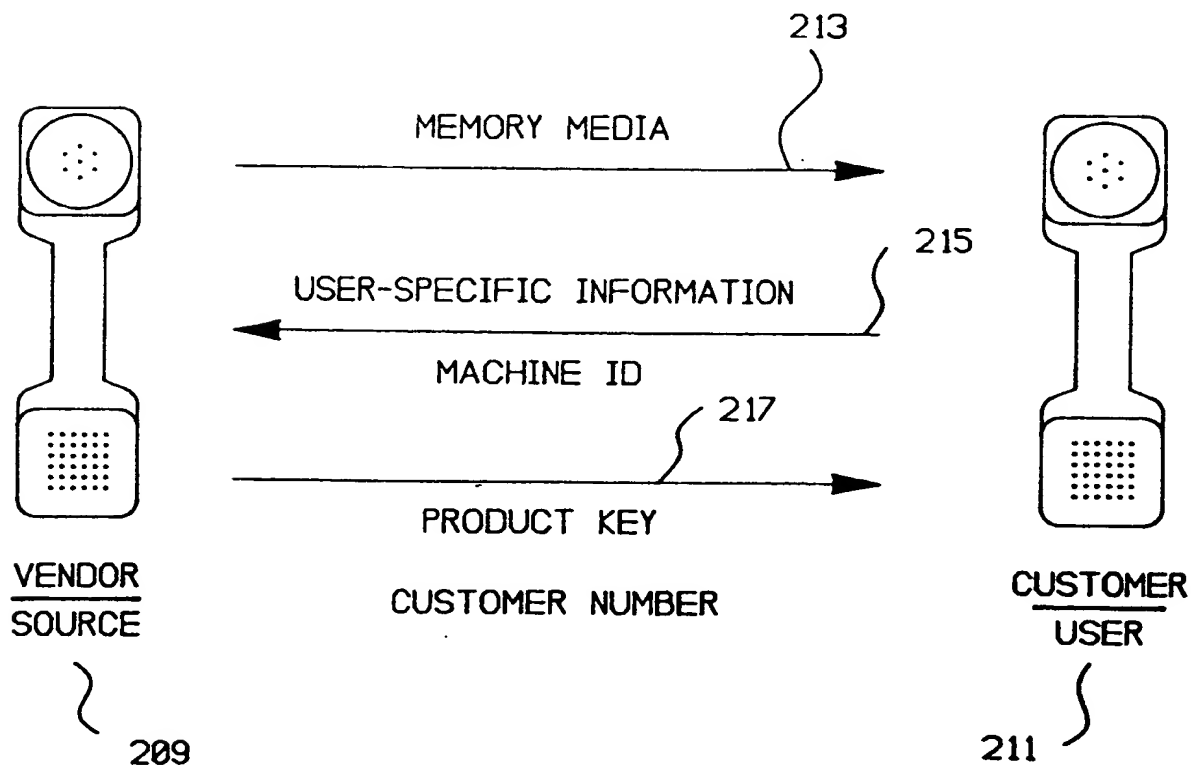 213
MEMORY MEDIA
215
USER-SPECIFIC INFORMATION
MACHINE ID
217
PRODUCT KEY
CUSTOMER NUMBER
VENDOR
SOURCE
209
CUSTOMER
USER
211